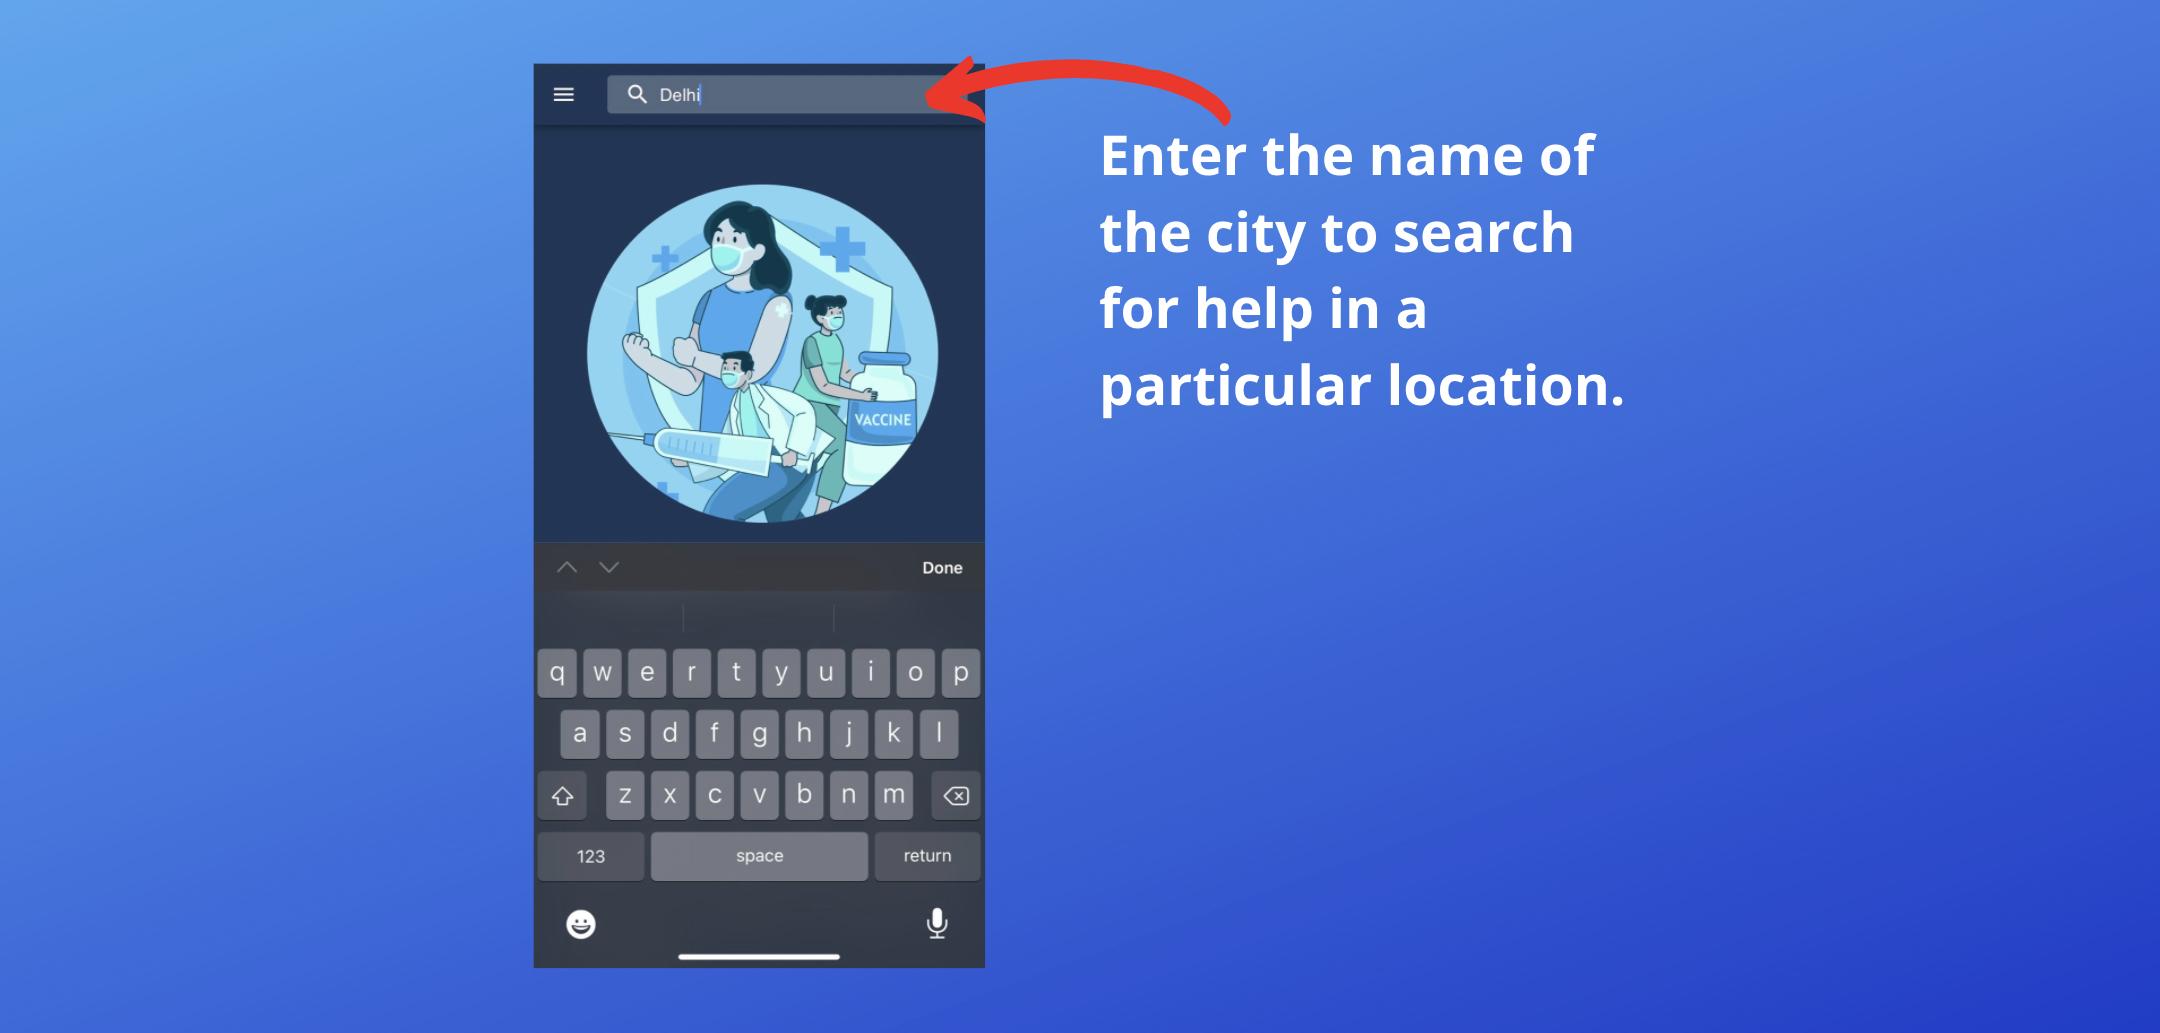 Delhi
Enter the name of
the city to search
for help in a
particular location.
VACCINE
Done
q w e r t y u i o p
a s d f g h j k l
z x c v b n m
123 space return